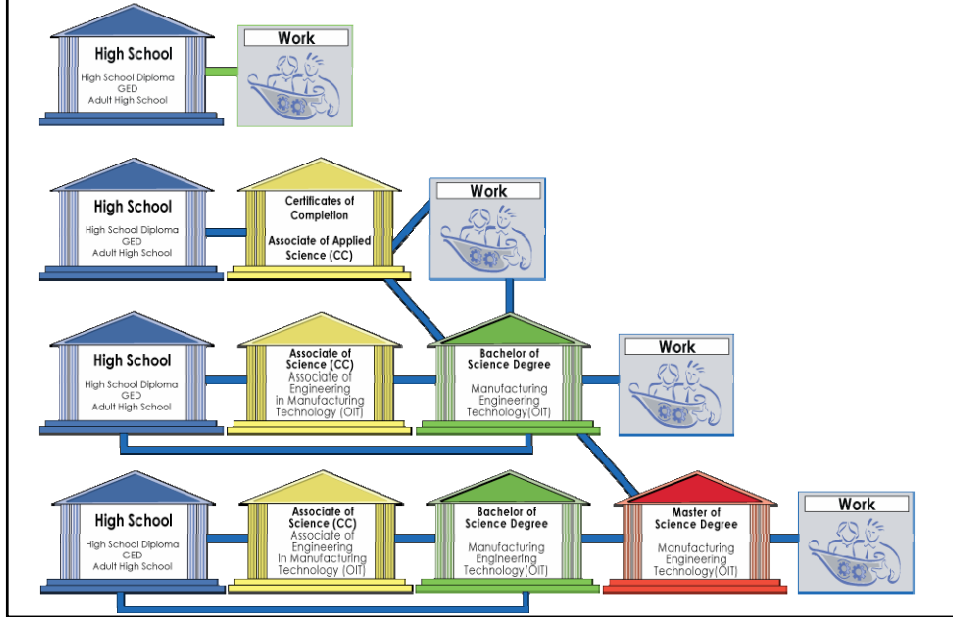 High School
High School Diploma
GED
Adult High School
Work
High School
High School Diploma
GED
Adult High School
Certificates of
Completion
Associate of Applied
Science (CC)
Work
High School
High School Diploma
GED
Adult High School
Associate of
Science (CC)
Associate of
Engineering
in Manufacturing
Technology (OIT)
Bachelor of
Science Degree
Manufacturing
Engineering
Technology(OIT)
Work
High School
High School Diploma
GED
Adult High School
Associate of
Science (CC)
Associate of
Engineering
In Manufacturing
Technology (OIT)
Bachelor of
Science Degree
Manufacturing
Engineering
Technology(OIT)
Master of
Science Degree
Manufacturing
Engineering
Technology(OIT)
Work